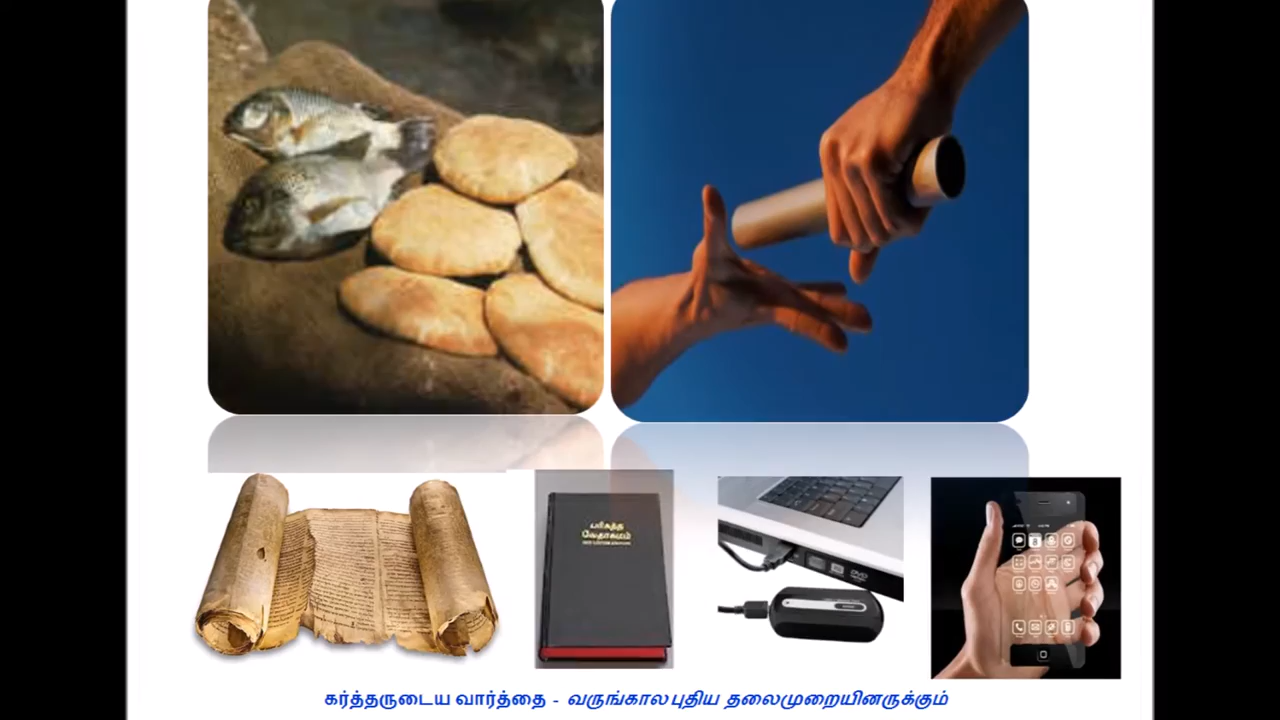 பரிசுத்த
வேதாகமம்
கர்த்தருடைய வார்த்தை - வருங்கால புதிய தலைமுறையினருக்கும்